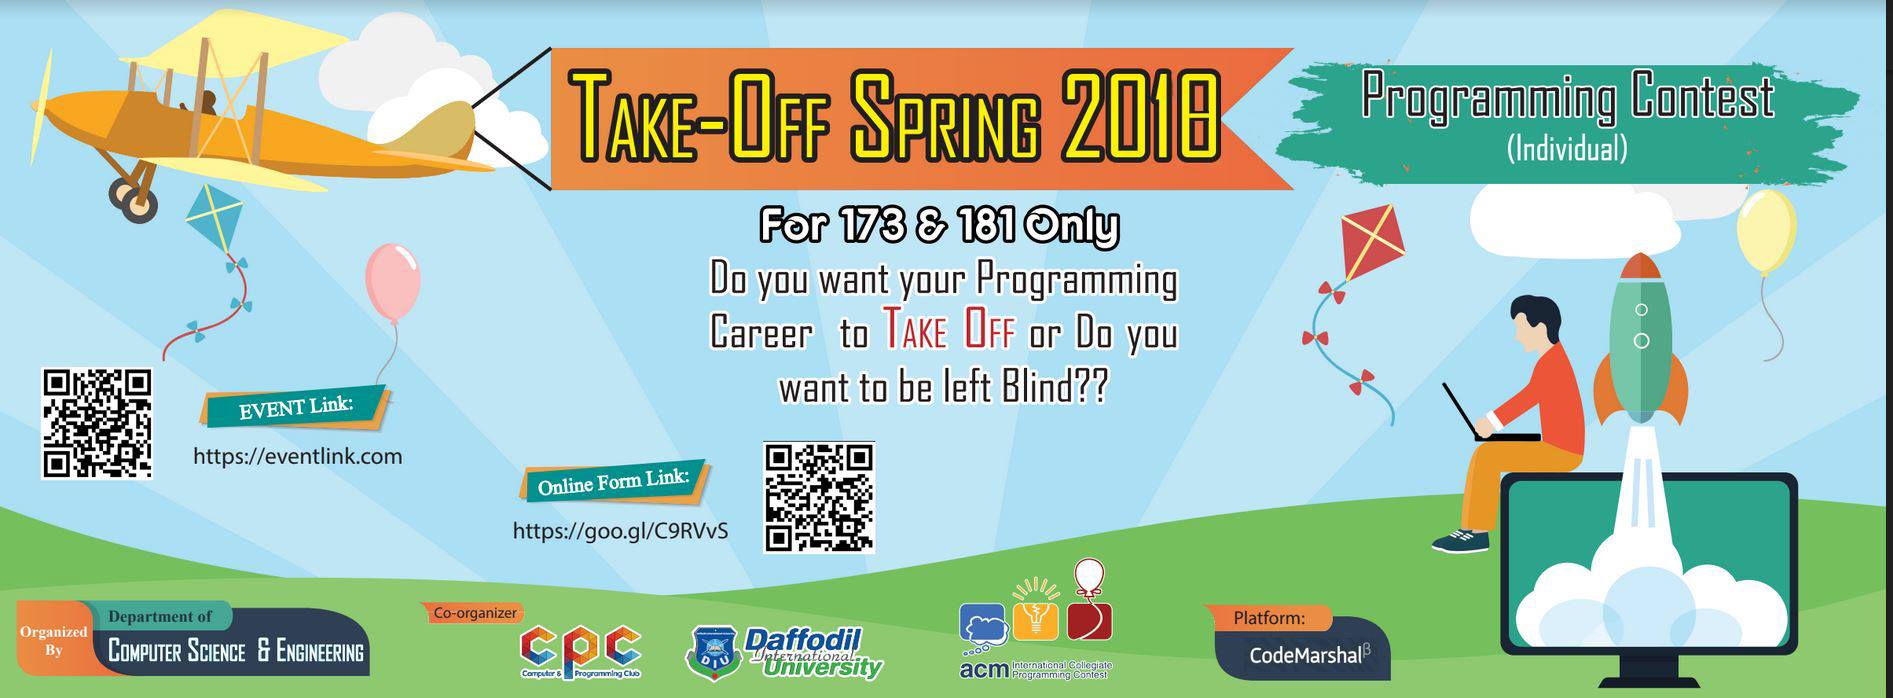 TAKE-OFF SPRING 2018
Programming Contest
(Individual)
For 173 & 181 Only
Do you want your Programming
Career to TAKE OFF or Do you
want to be left Blind??
EVENT Link:
https://eventlink.com
Online Form Link:
https://goo.gl/C9RVvS
Organized
By
Department of
COMPUTER SCIENCE & ENGINEERING
Co-organizer
cpc
Computer & Programming Club
DIU
Daffodil
International
University
acm
International Collegiate
Programming Contest
Platform:
CodeMarshalβ